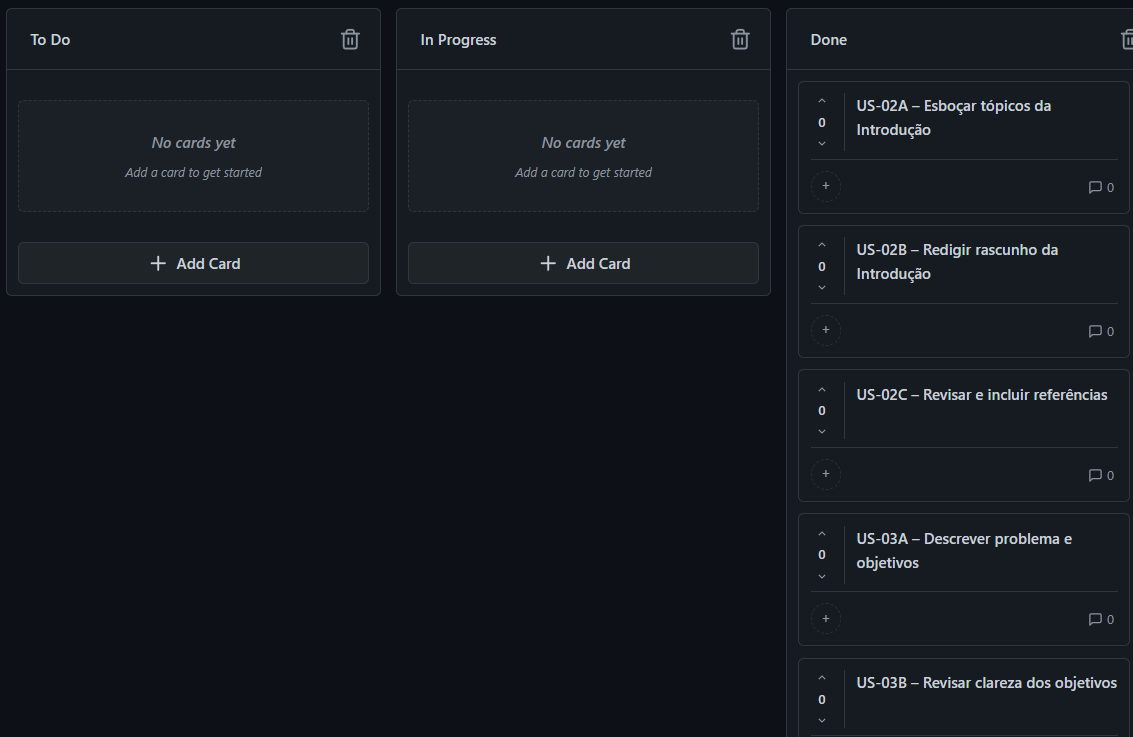 To Do
No cards yet
Add a card to get started
+ Add Card
In Progress
No cards yet
Add a card to get started
+ Add Card
Done
0
US-02A – Esboçar tópicos da
Introdução
+
0
0
US-02B – Redigir rascunho da
Introdução
+
0
0
US-02C – Revisar e incluir referências
+
0
0
US-03A – Descrever problema e
objetivos
+
0
0
US-03B – Revisar clareza dos objetivos